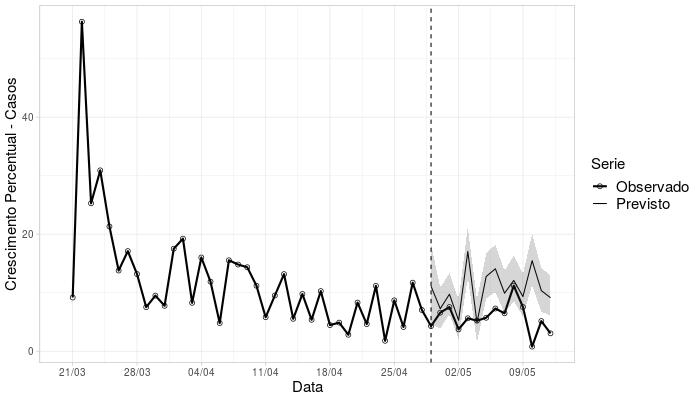 Crescimento Percentual - Casos
40
20
0
21/03 28/03 04/04 11/04 18/04 25/04 02/05 09/05
Data
Serie
Observado
Previsto